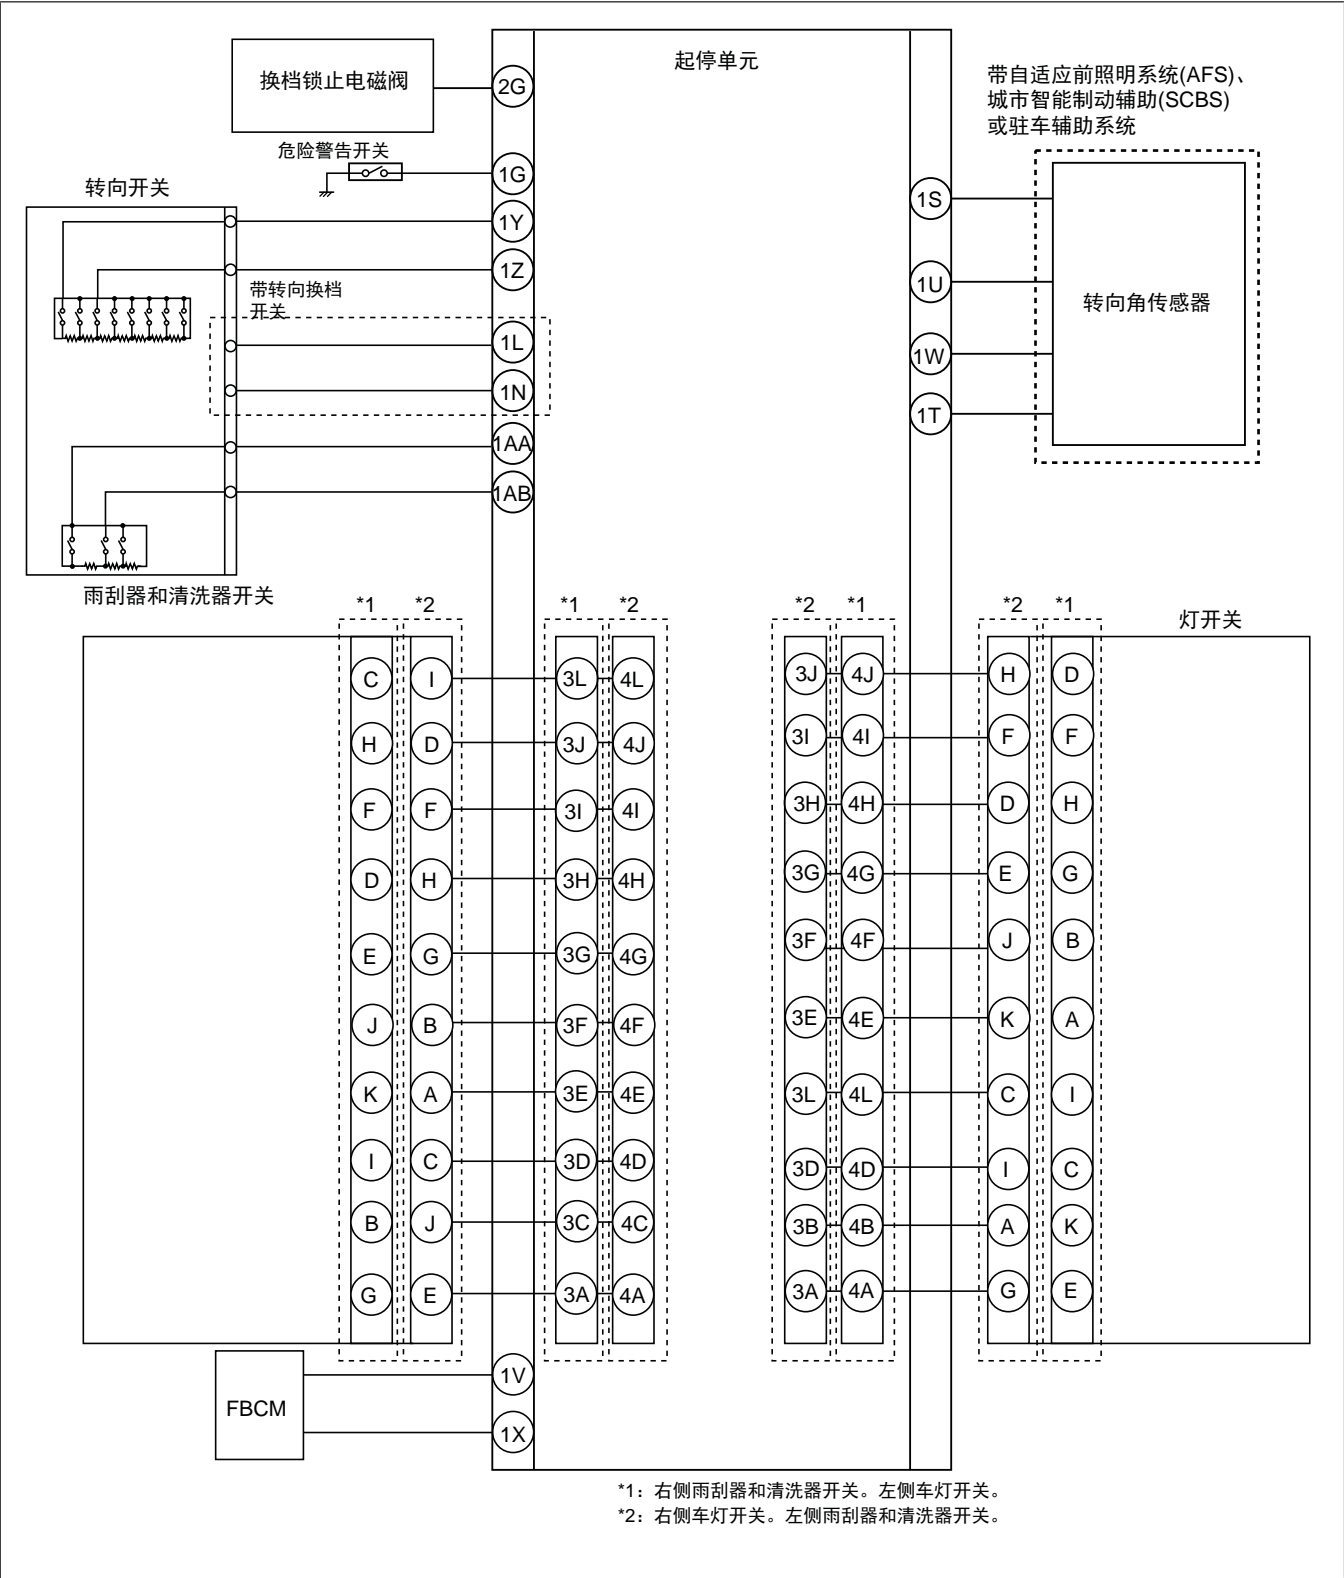 起停单元
换档锁止电磁阀
2G
带自适应前照明系统(AFS)、
城市智能制动辅助(SCBS)
或驻车辅助系统
危险警告开关
1G
转向开关
1S
1Y
1Z
带转向换档
开关
1U
转向角传感器
1L
1W
1N
1T
1AA
1AB
雨刮器和清洗器开关
*1 *2 *1 *2 *2 *1 *2 *1
灯开关
C I 3L 4L 3J 4J H D
H D 3J 4J 3I 4I F F
F F 3I 4I 3H 4H D H
D H 3H 4H 3G 4G E G
E G 3G 4G 3F 4F J B
J B 3F 4F 3E 4E K A
K A 3E 4E 3L 4L C I
I C 3D 4D 3D 4D I C
B J 3C 4C 3B 4B A K
G E 3A 4A 3A 4A G E
1V
FBCM
1X
*1：右侧雨刮器和清洗器开关。左侧车灯开关。
*2：右侧车灯开关。左侧雨刮器和清洗器开关。